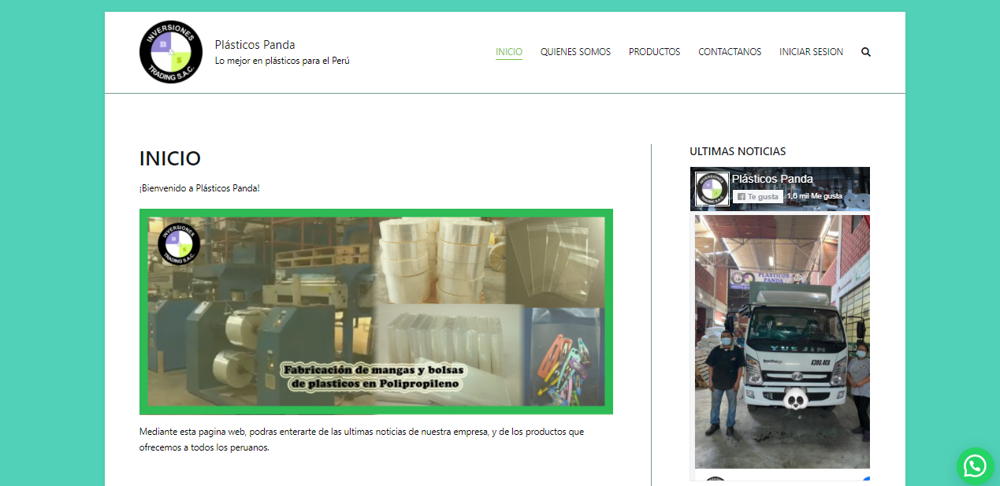 INVERSIONES
B & S
TRADING S.A.C.
Plásticos Panda
Lo mejor en plásticos para el Perú
INICIO
QUIENES SOMOS
PRODUCTOS
CONTACTANOS
INICIAR SESION
INICIO
¡Bienvenido a Plásticos Panda!
INVERSIONES
TRADING S.A.C.
Fabricación de mangas y bolsas
de plasticos en Polipropileno
Mediante esta pagina web, podras enterarte de las ultimas noticias de nuestra empresa, y de los productos que
ofrecemos a todos los peruanos.
ULTIMAS NOTICIAS
Plásticos Panda
Te gusta
1,6 mil Me gusta
PLASTICOS
PANDA
YUEJIN